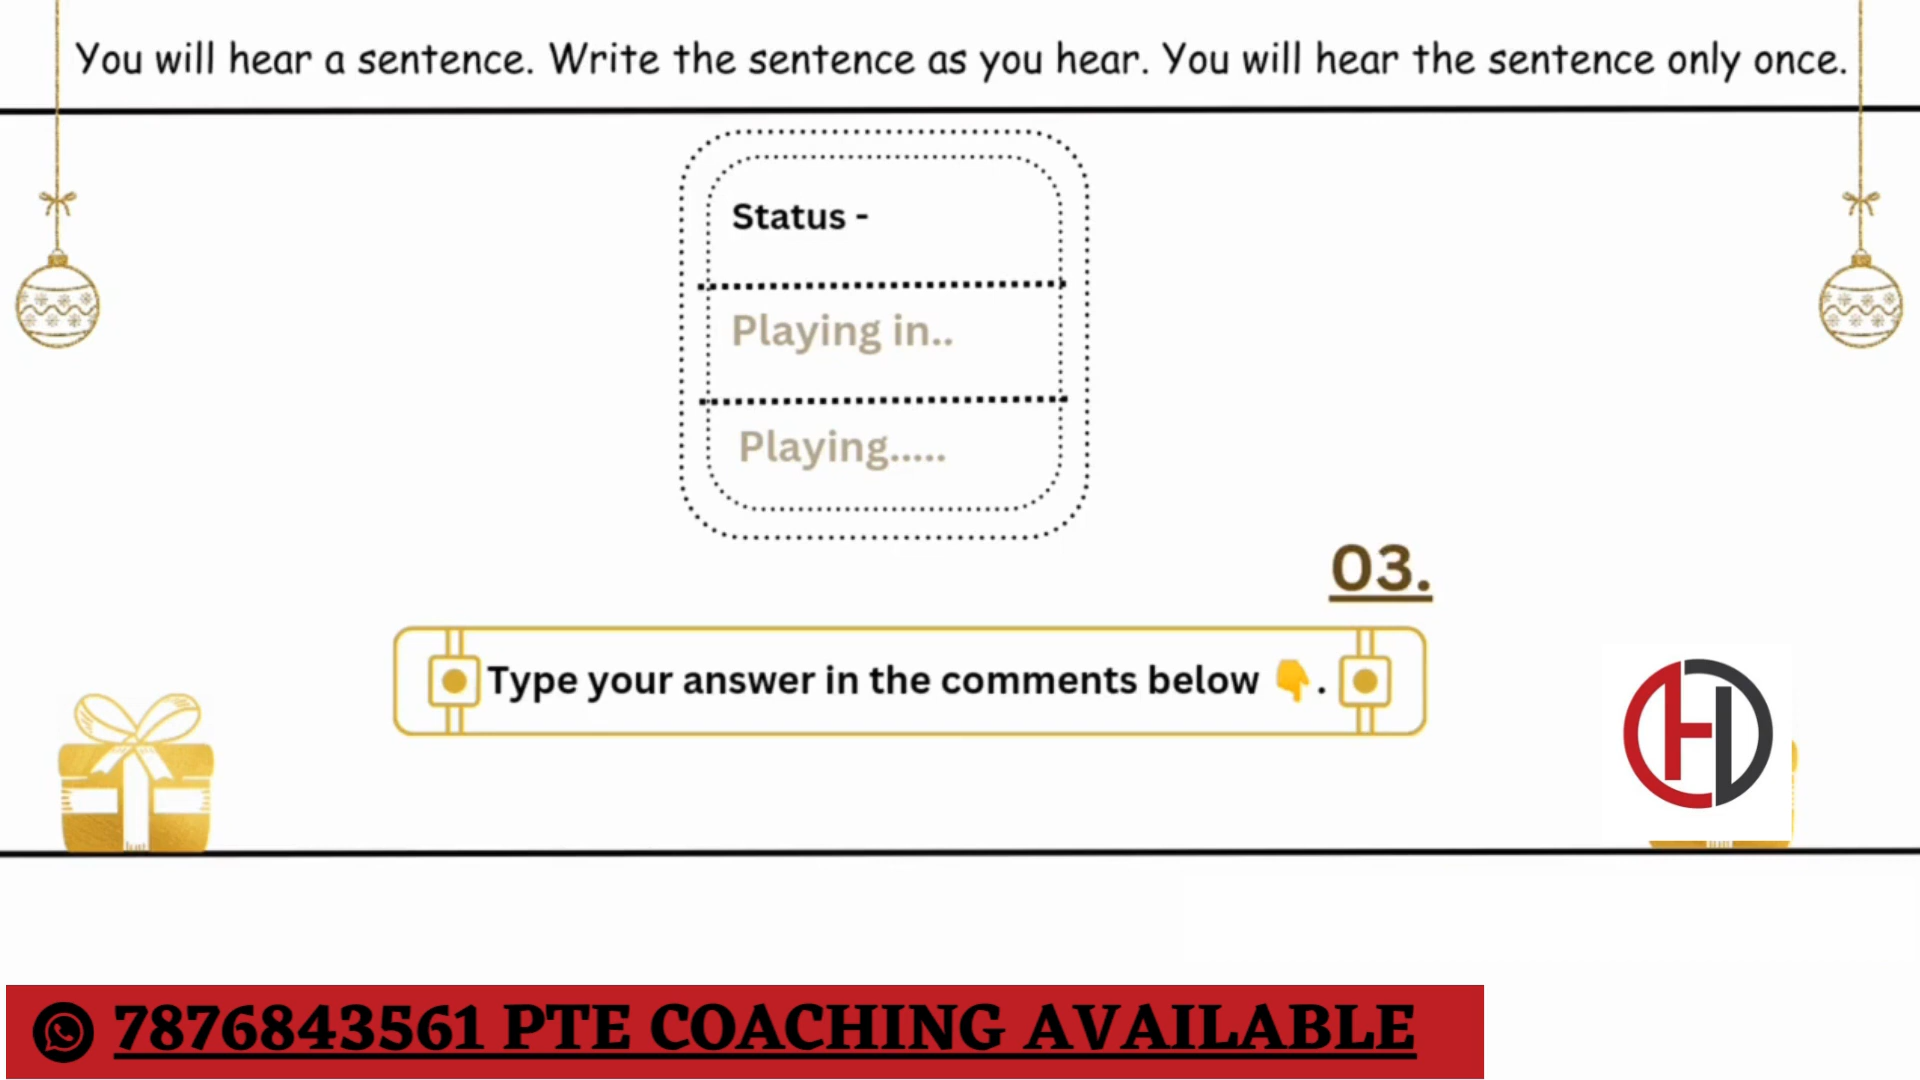 You will hear a sentence. Write the sentence as you hear. You will hear the sentence only once.
Status -
Playing in..
Playing.....
03.
Type your answer in the comments below 👇.
7876843561 PTE COACHING AVAILABLE